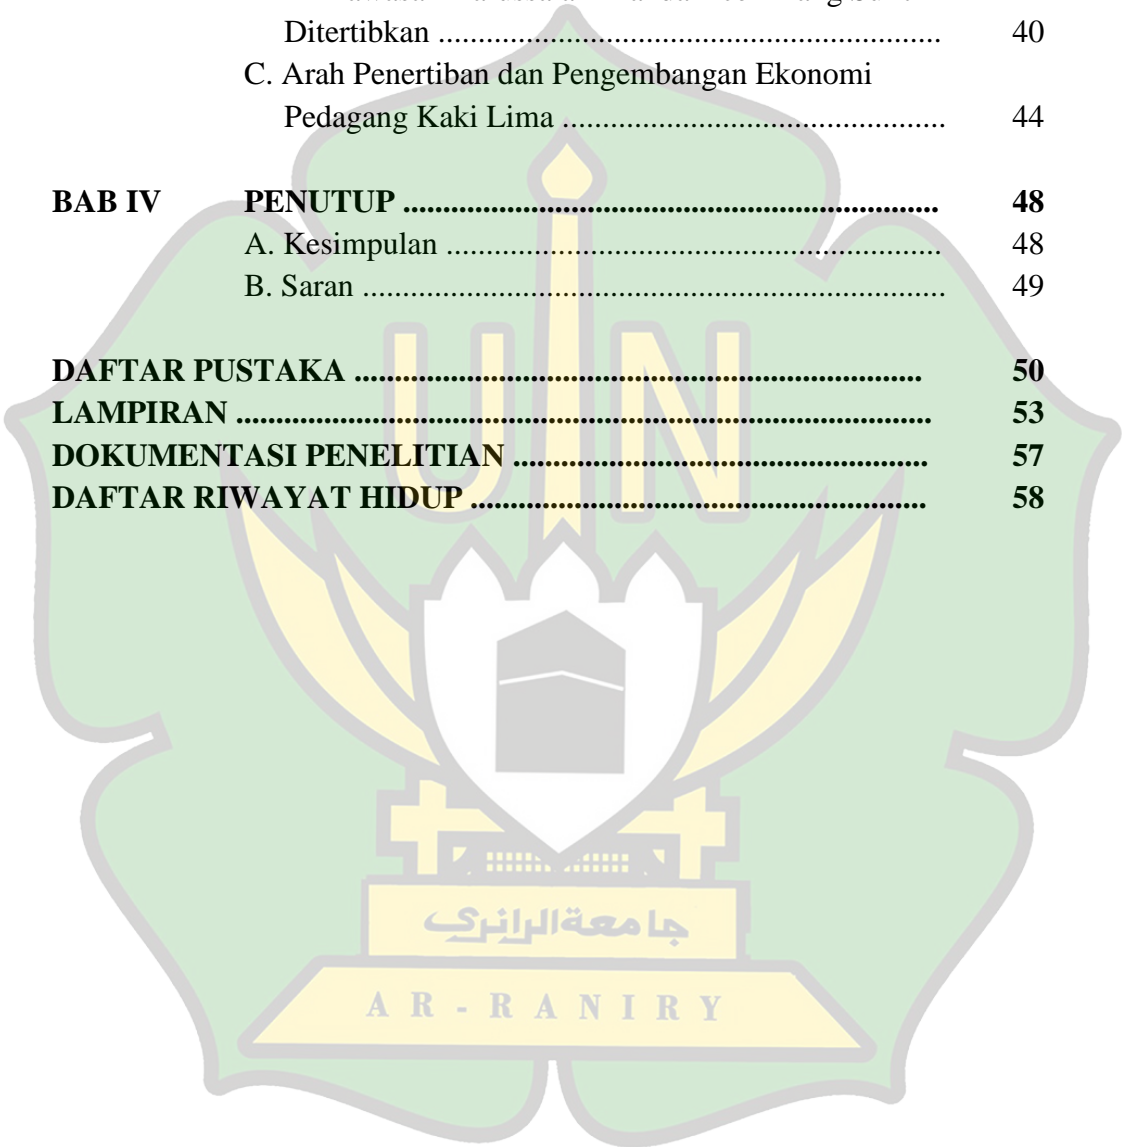 Ditertibkan ................................................................ 40
C. Arah Penertiban dan Pengembangan Ekonomi
Pedagang Kaki Lima ................................................. 44
BAB IV PENUTUP .................................................................... 48
A. Kesimpulan ............................................................... 48
B. Saran .......................................................................... 49
DAFTAR PUSTAKA ........................................................................ 50
LAMPIRAN ........................................................................................ 53
DOKUMENTASI PENELITIAN ..................................................... 57
DAFTAR RIWAYAT HIDUP .......................................................... 58
UIN
جامعة الرانري
AR-RANIRY